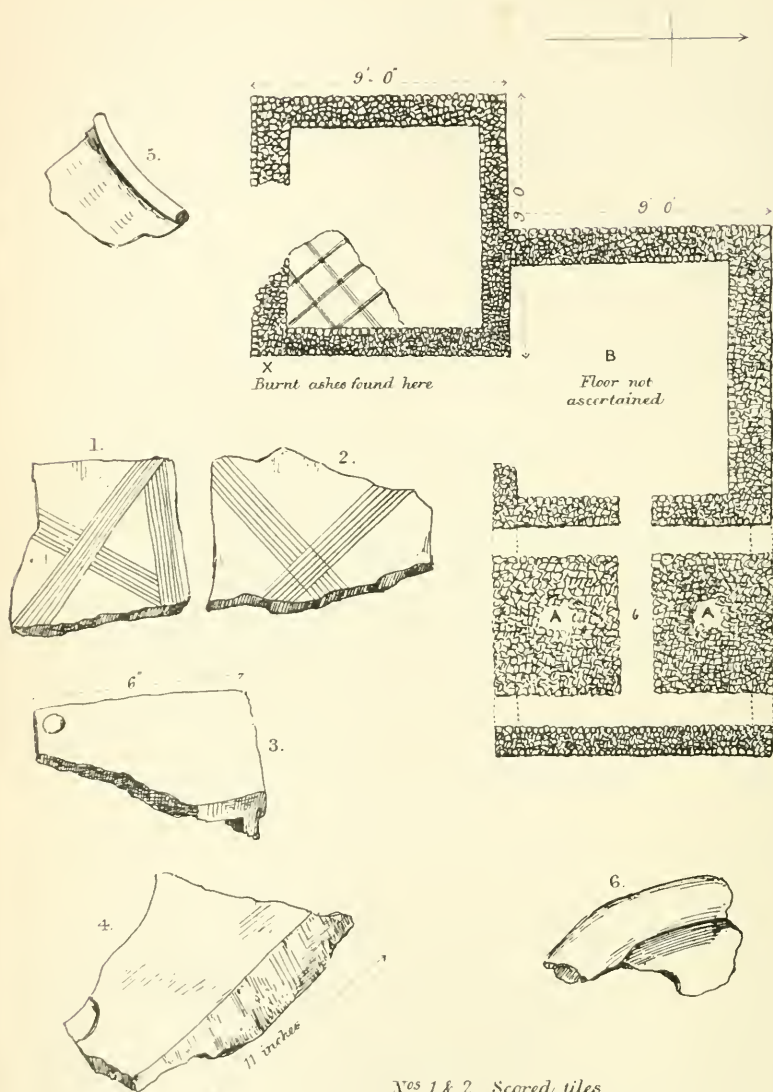 9'- 0"
5.
9'- 0
9' 0"
X
Burnt ashes found here
B
Floor not
ascertained
1.
2.
A
6
A
6"
3.
4.
11 inches
6.
Nos 1 & 2. Scored tiles